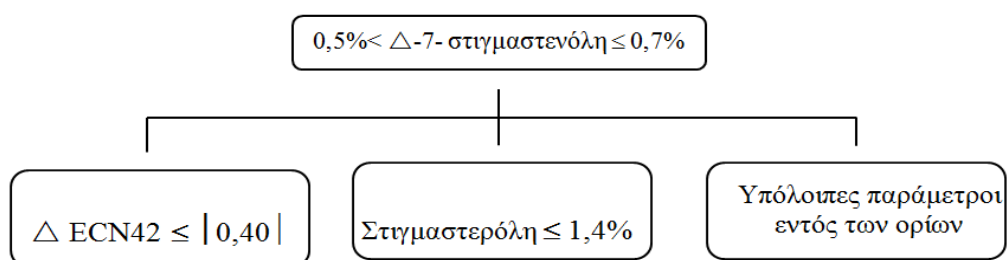 0,5%< △-7- στιγμαστενόλη ≤ 0,7%
△ ECN42 ≤ |0,40|
Στιγμαστερόλη ≤ 1,4%
Υπόλοιπες παράμετροι
εντός των ορίων